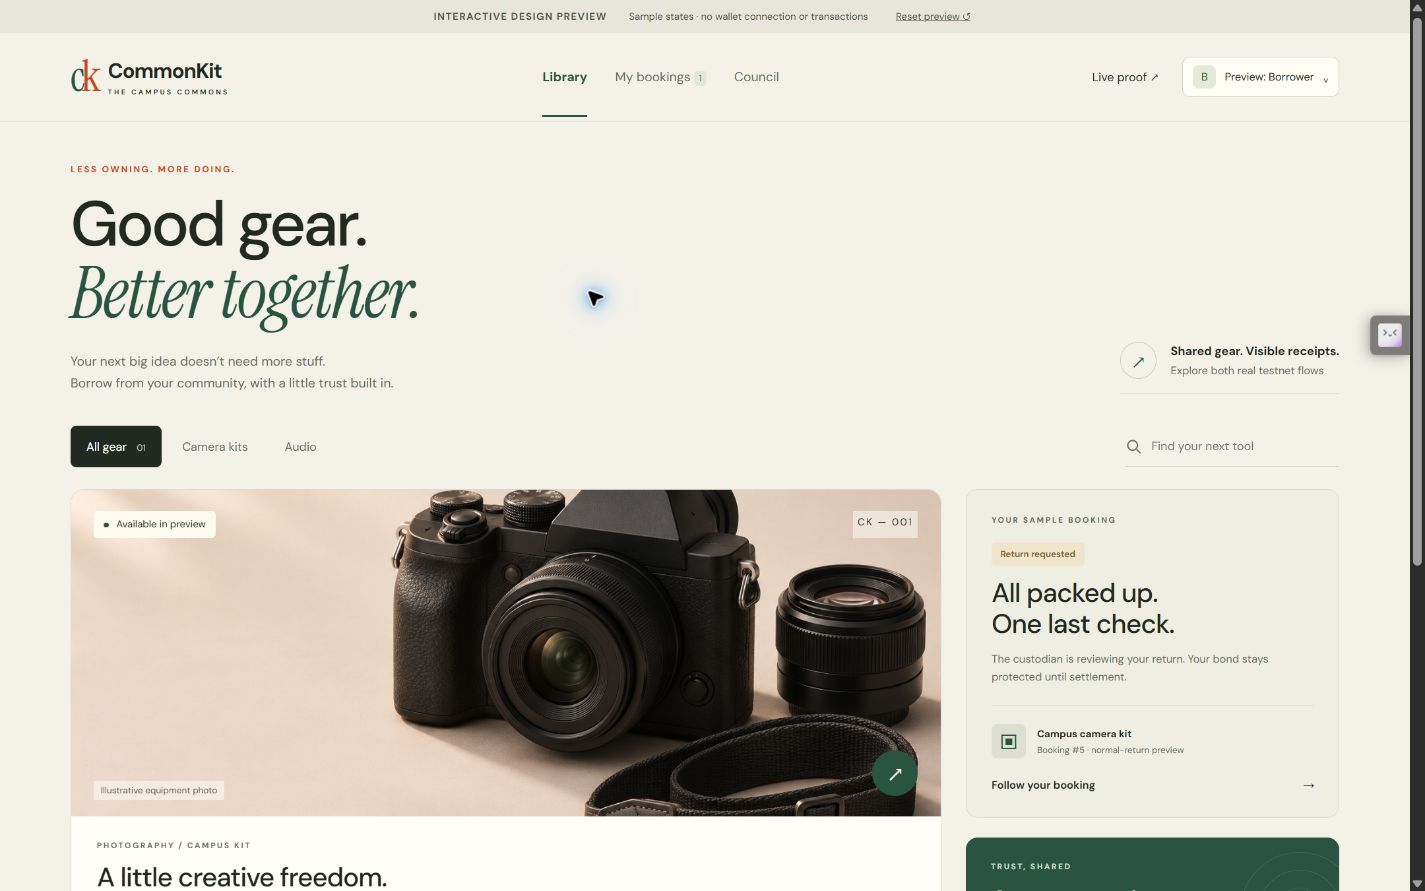 INTERACTIVE DESIGN PREVIEW Sample states · no wallet connection or transactions Reset preview ↺
ck CommonKit
THE CAMPUS COMMONS
Library My bookings 1 Council
Live proof ↗ B Preview: Borrower
LESS OWNING. MORE DOING.
Good gear.
Better together.
Your next big idea doesn’t need more stuff.
Borrow from your community, with a little trust built in.
↗ Shared gear. Visible receipts.
Explore both real testnet flows
All gear 01 Camera kits Audio
Find your next tool
Available in preview
CK — 001
Illustrative equipment photo
↗
PHOTOGRAPHY / CAMPUS KIT
A little creative freedom.
YOUR SAMPLE BOOKING
Return requested
All packed up.
One last check.
The custodian is reviewing your return. Your bond stays
protected until settlement.
Campus camera kit
Booking #5 · normal-return preview
Follow your booking →
TRUST, SHARED